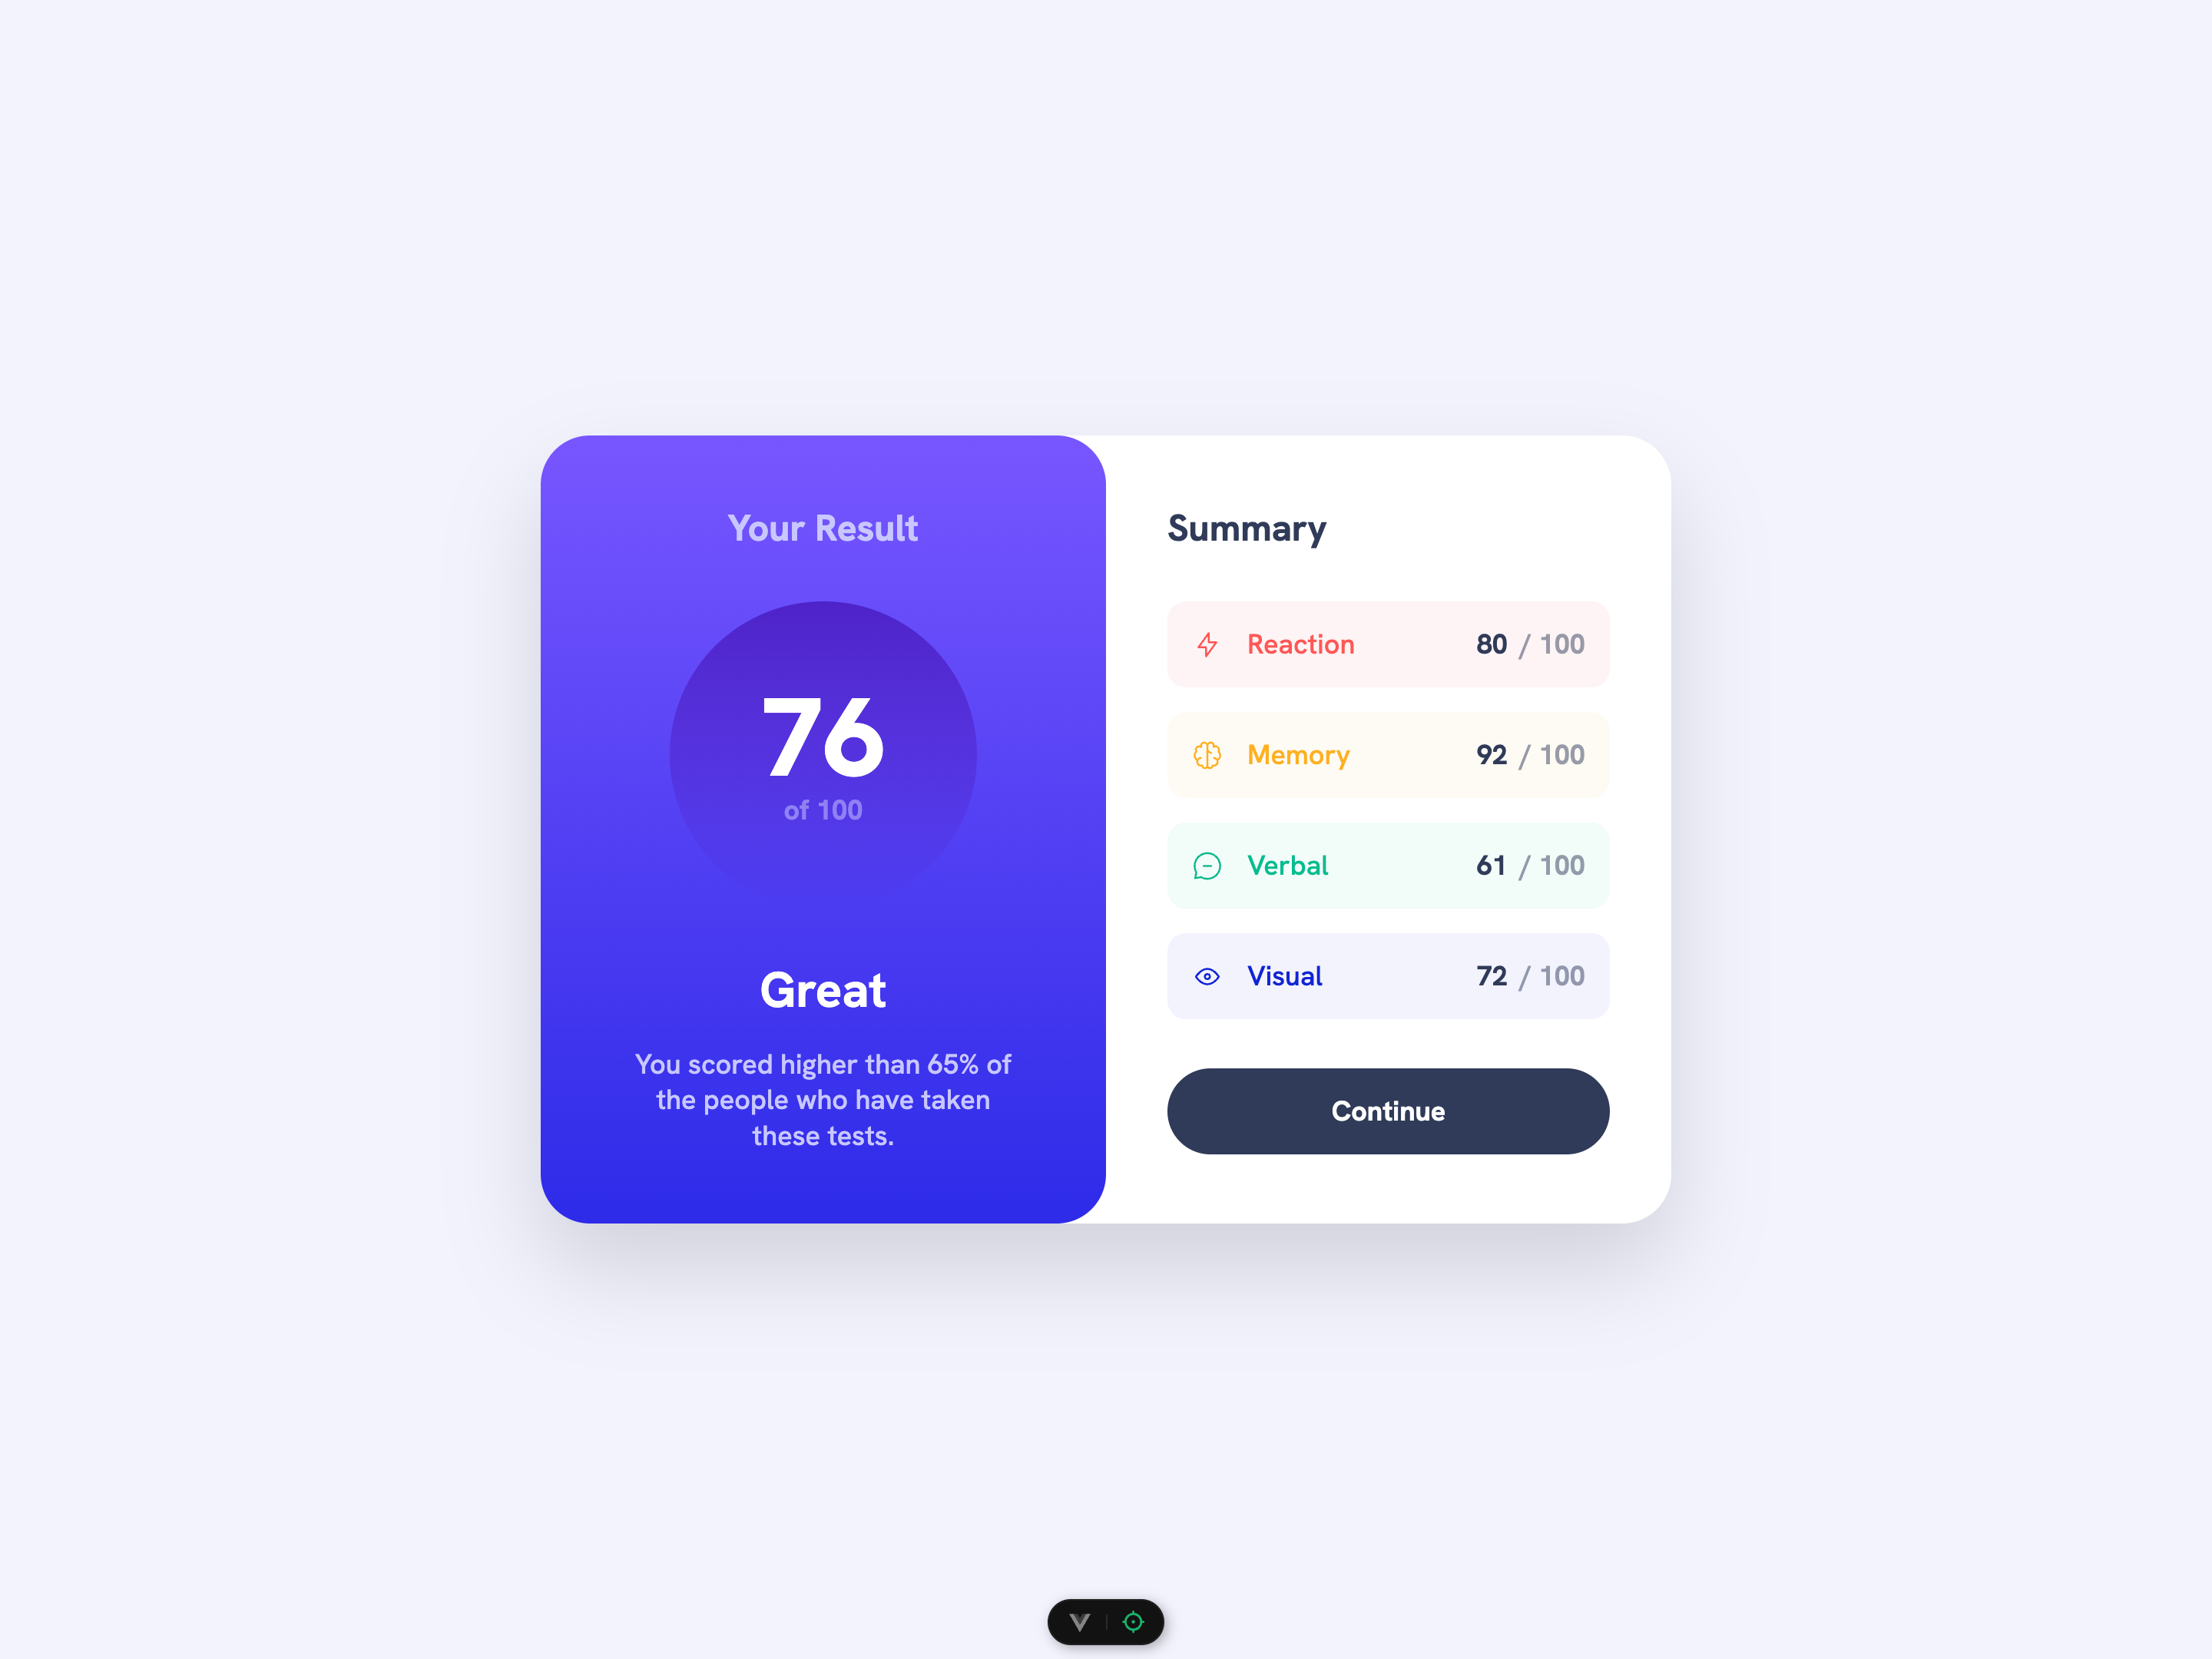 Your Result
76
of 100
Great
You scored higher than 65% of
the people who have taken
these tests.
Summary
Reaction 80 / 100
Memory 92 / 100
Verbal 61 / 100
Visual 72 / 100
Continue